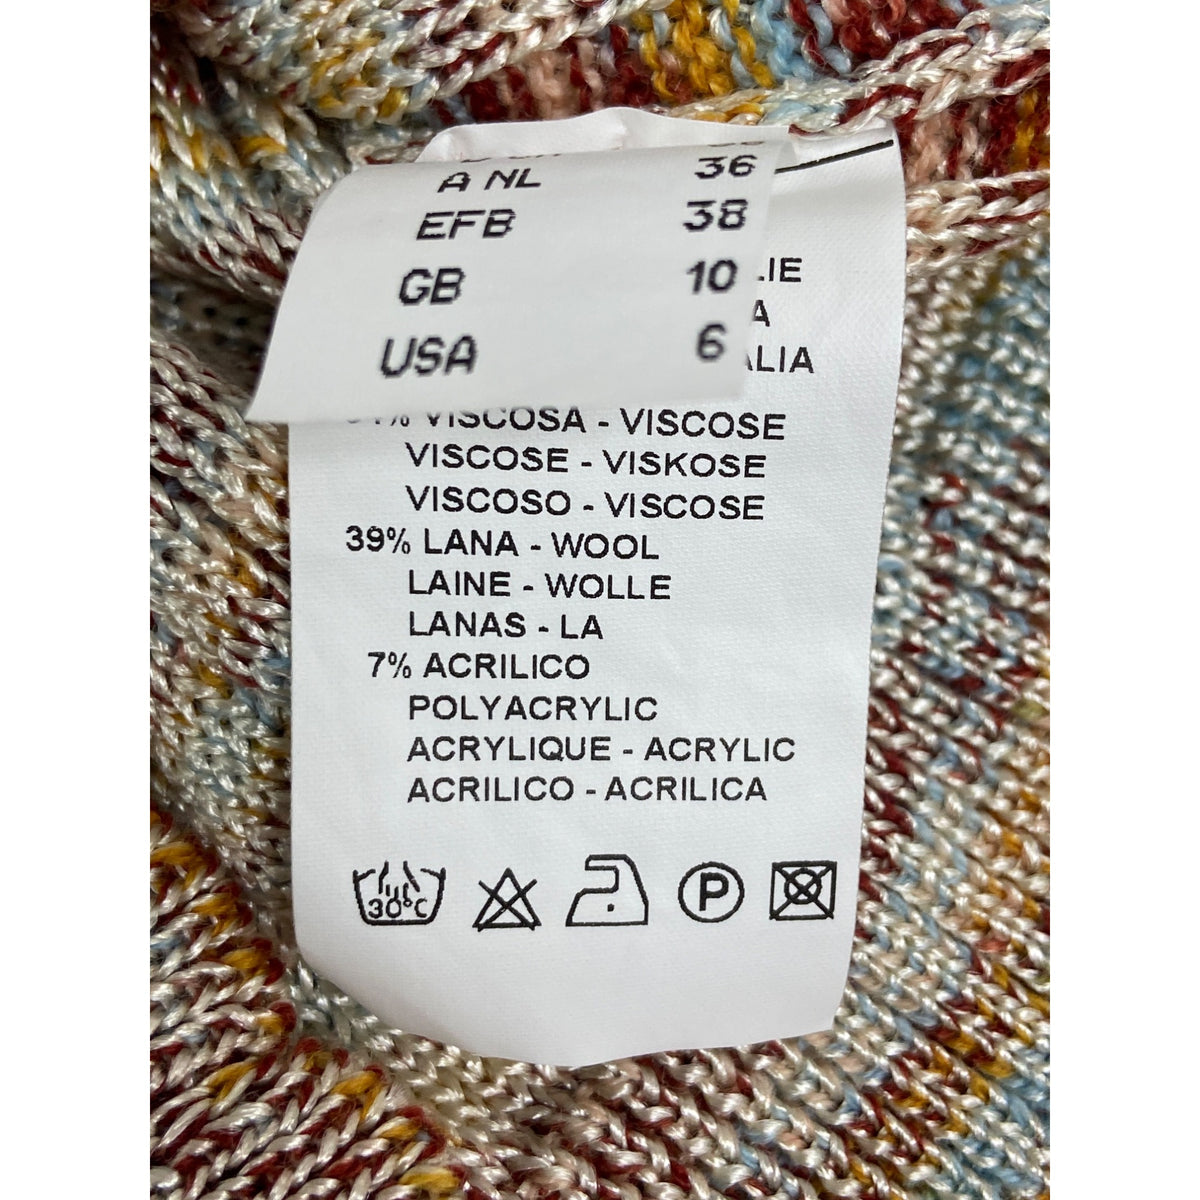 A NL 36
EFB 38
GB 10
USA 6
VISCOSA - VISCOSE
VISCOSE - VISKOSE
VISCOSO - VISCOSE
39% LANA - WOOL
LAINE - WOLLE
LANAS - LA
7% ACRILICO
POLYACRYLIC
ACRYLIQUE - ACRYLIC
ACRILICO - ACRILICA
30°C
P